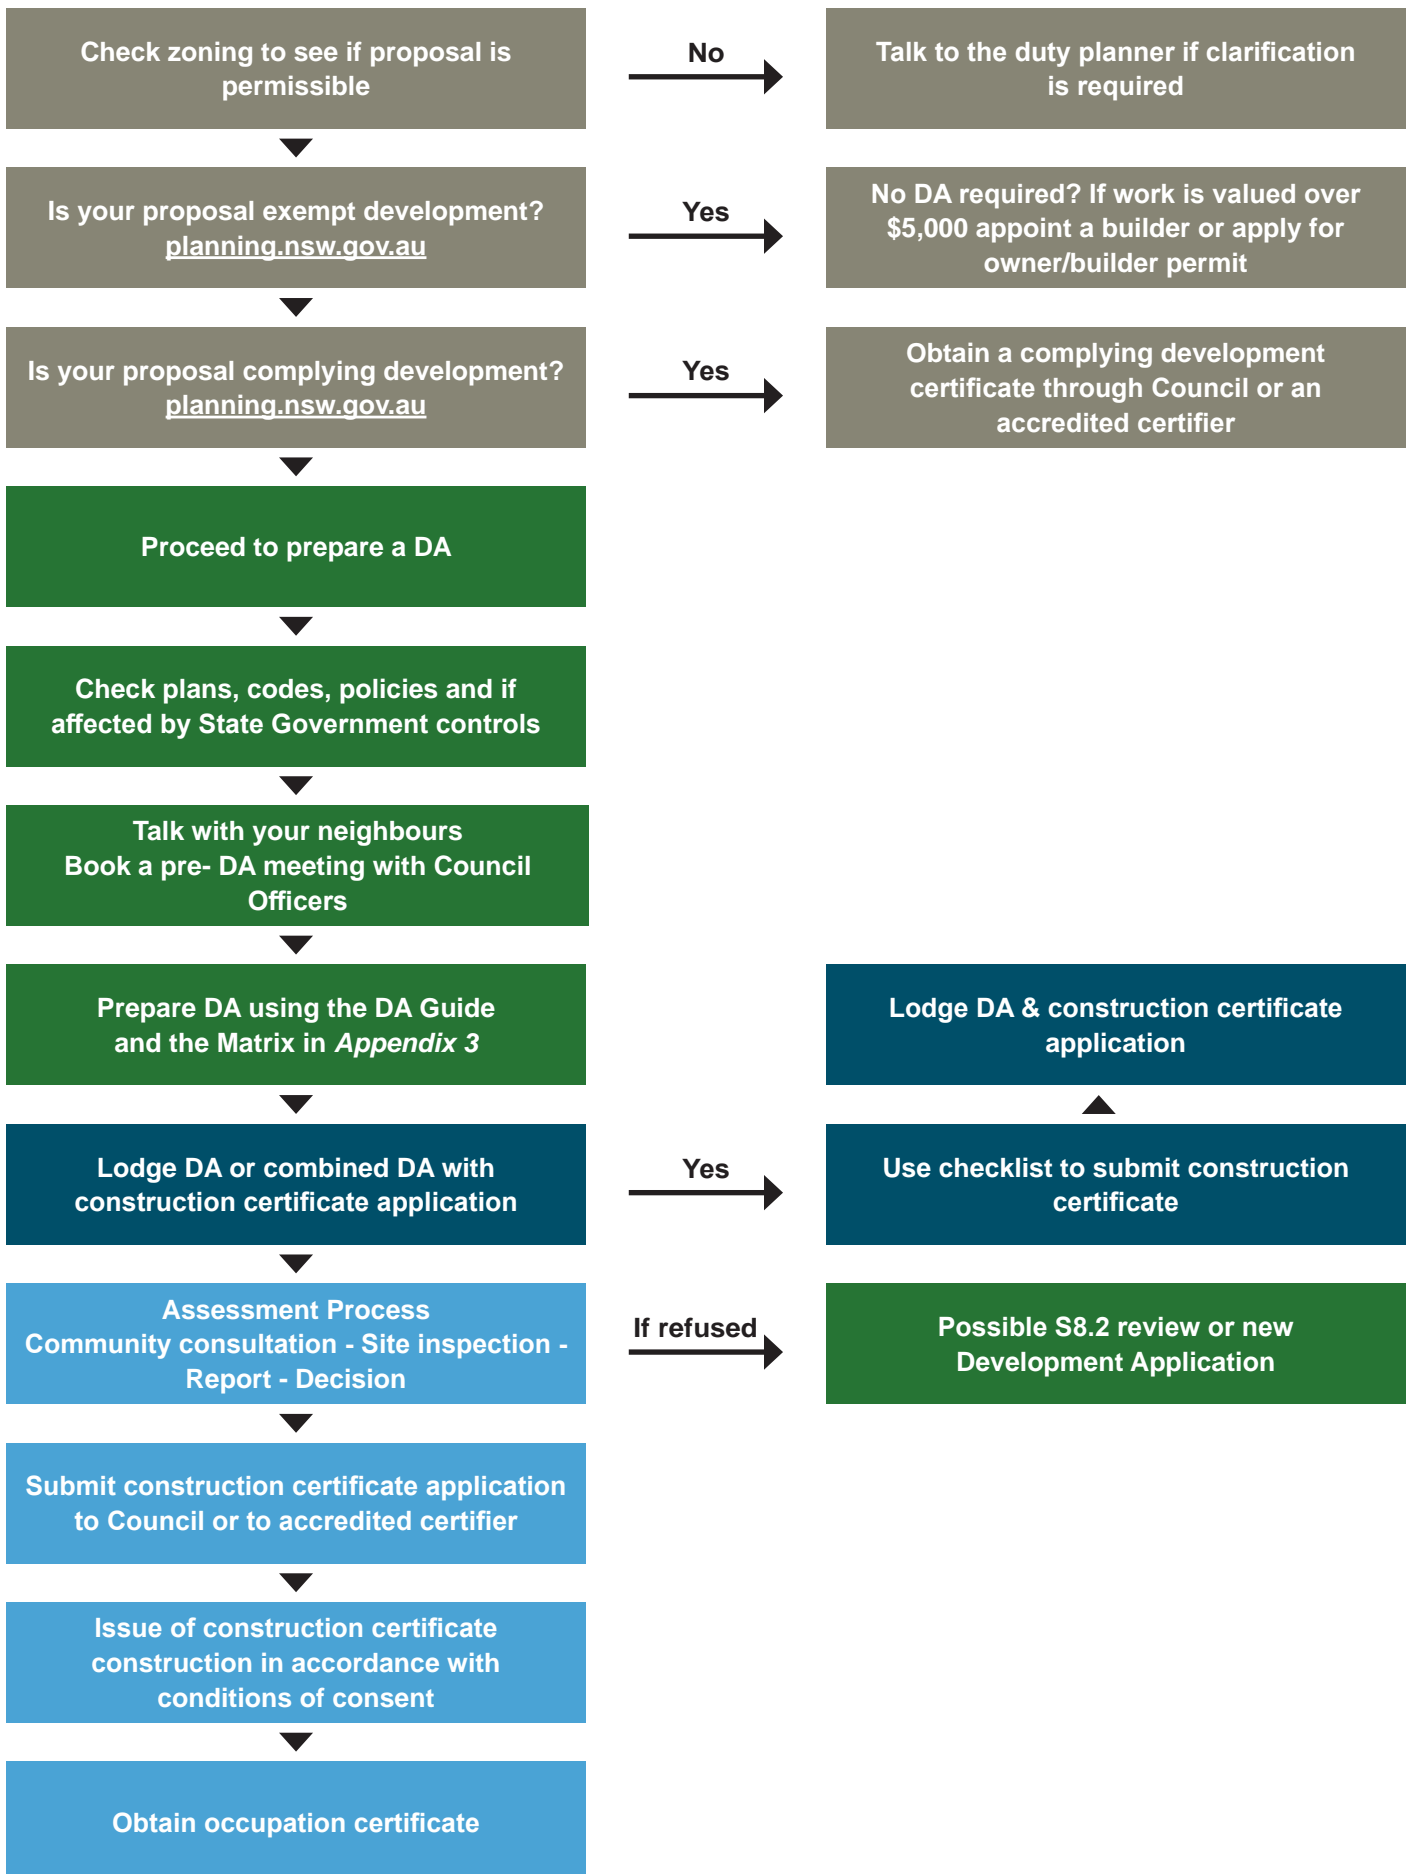 Check zoning to see if proposal is
permissible
No
Talk to the duty planner if clarification
is required
Is your proposal exempt development?
planning.nsw.gov.au
Yes
No DA required? If work is valued over
$5,000 appoint a builder or apply for
owner/builder permit
Is your proposal complying development?
planning.nsw.gov.au
Yes
Obtain a complying development
certificate through Council or an
accredited certifier
Proceed to prepare a DA
Check plans, codes, policies and if
affected by State Government controls
Talk with your neighbours
Book a pre- DA meeting with Council
Officers
Prepare DA using the DA Guide
and the Matrix in Appendix 3
Lodge DA & construction certificate
application
Lodge DA or combined DA with
construction certificate application
Yes
Use checklist to submit construction
certificate
Assessment Process
Community consultation - Site inspection -
Report - Decision
If refused
Possible S8.2 review or new
Development Application
Submit construction certificate application
to Council or to accredited certifier
Issue of construction certificate
construction in accordance with
conditions of consent
Obtain occupation certificate